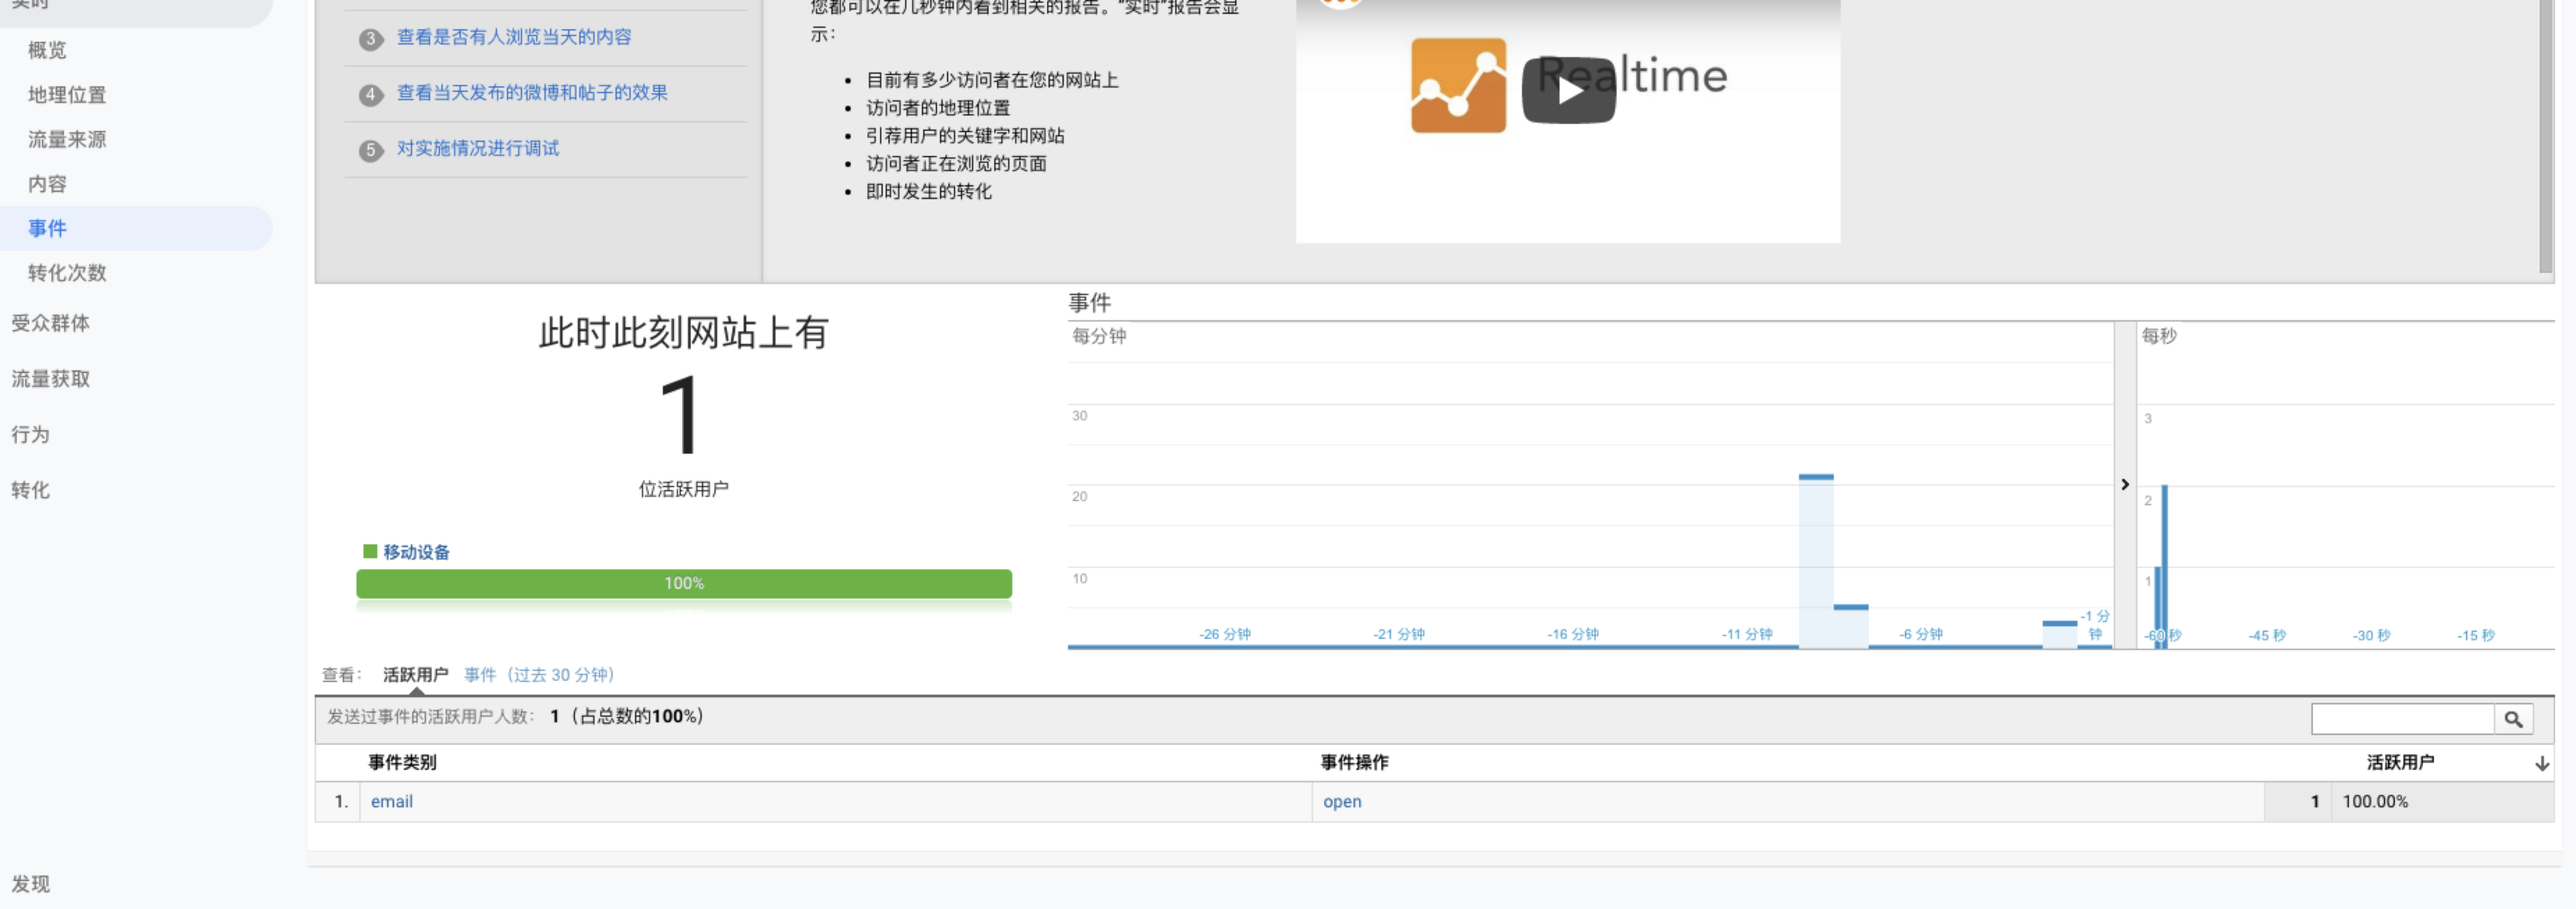 实时
概览
地理位置
流量来源
内容
事件
转化次数
受众群体
流量获取
行为
转化
发现
3 查看是否有人浏览当天的内容
4 查看当天发布的微博和帖子的效果
5 对实施情况进行调试
您都可以在几秒钟内看到相关的报告。“实时”报告会显
示：
• 目前有多少访问者在您的网站上
• 访问者的地理位置
• 引荐用户的关键字和网站
• 访问者正在浏览的页面
• 即时发生的转化
Realtime
此时此刻网站上有
1
位活跃用户
移动设备
100%
事件
每分钟
30
20
10
-26 分钟
-21 分钟
-16 分钟
-11 分钟
-6 分钟
-1 分
钟
每秒
3
2
1
-60 秒
-45 秒
-30 秒
-15 秒
查看： 活跃用户 事件（过去 30 分钟）
发送过事件的活跃用户人数： 1（占总数的100%）
事件类别 事件操作 活跃用户
1. email open 1 100.00%